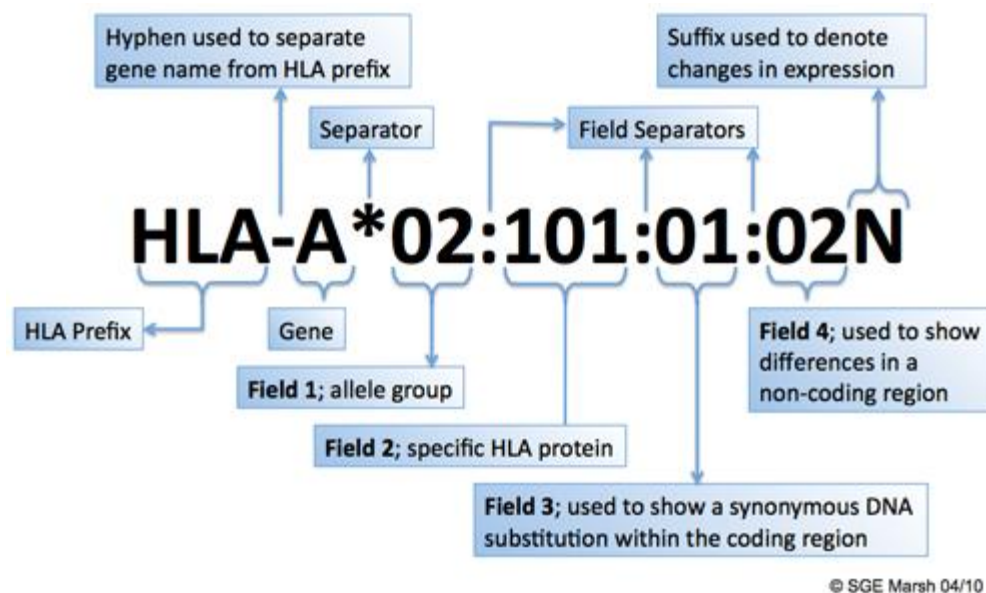 Hyphen used to separate
gene name from HLA prefix
Suffix used to denote
changes in expression
Separator
Field Separators
HLA-A*02:101:01:02N
HLA Prefix
Gene
Field 4; used to show
differences in a
non-coding region
Field 1; allele group
Field 2; specific HLA protein
Field 3; used to show a synonymous DNA
substitution within the coding region
© SGE Marsh 04/10